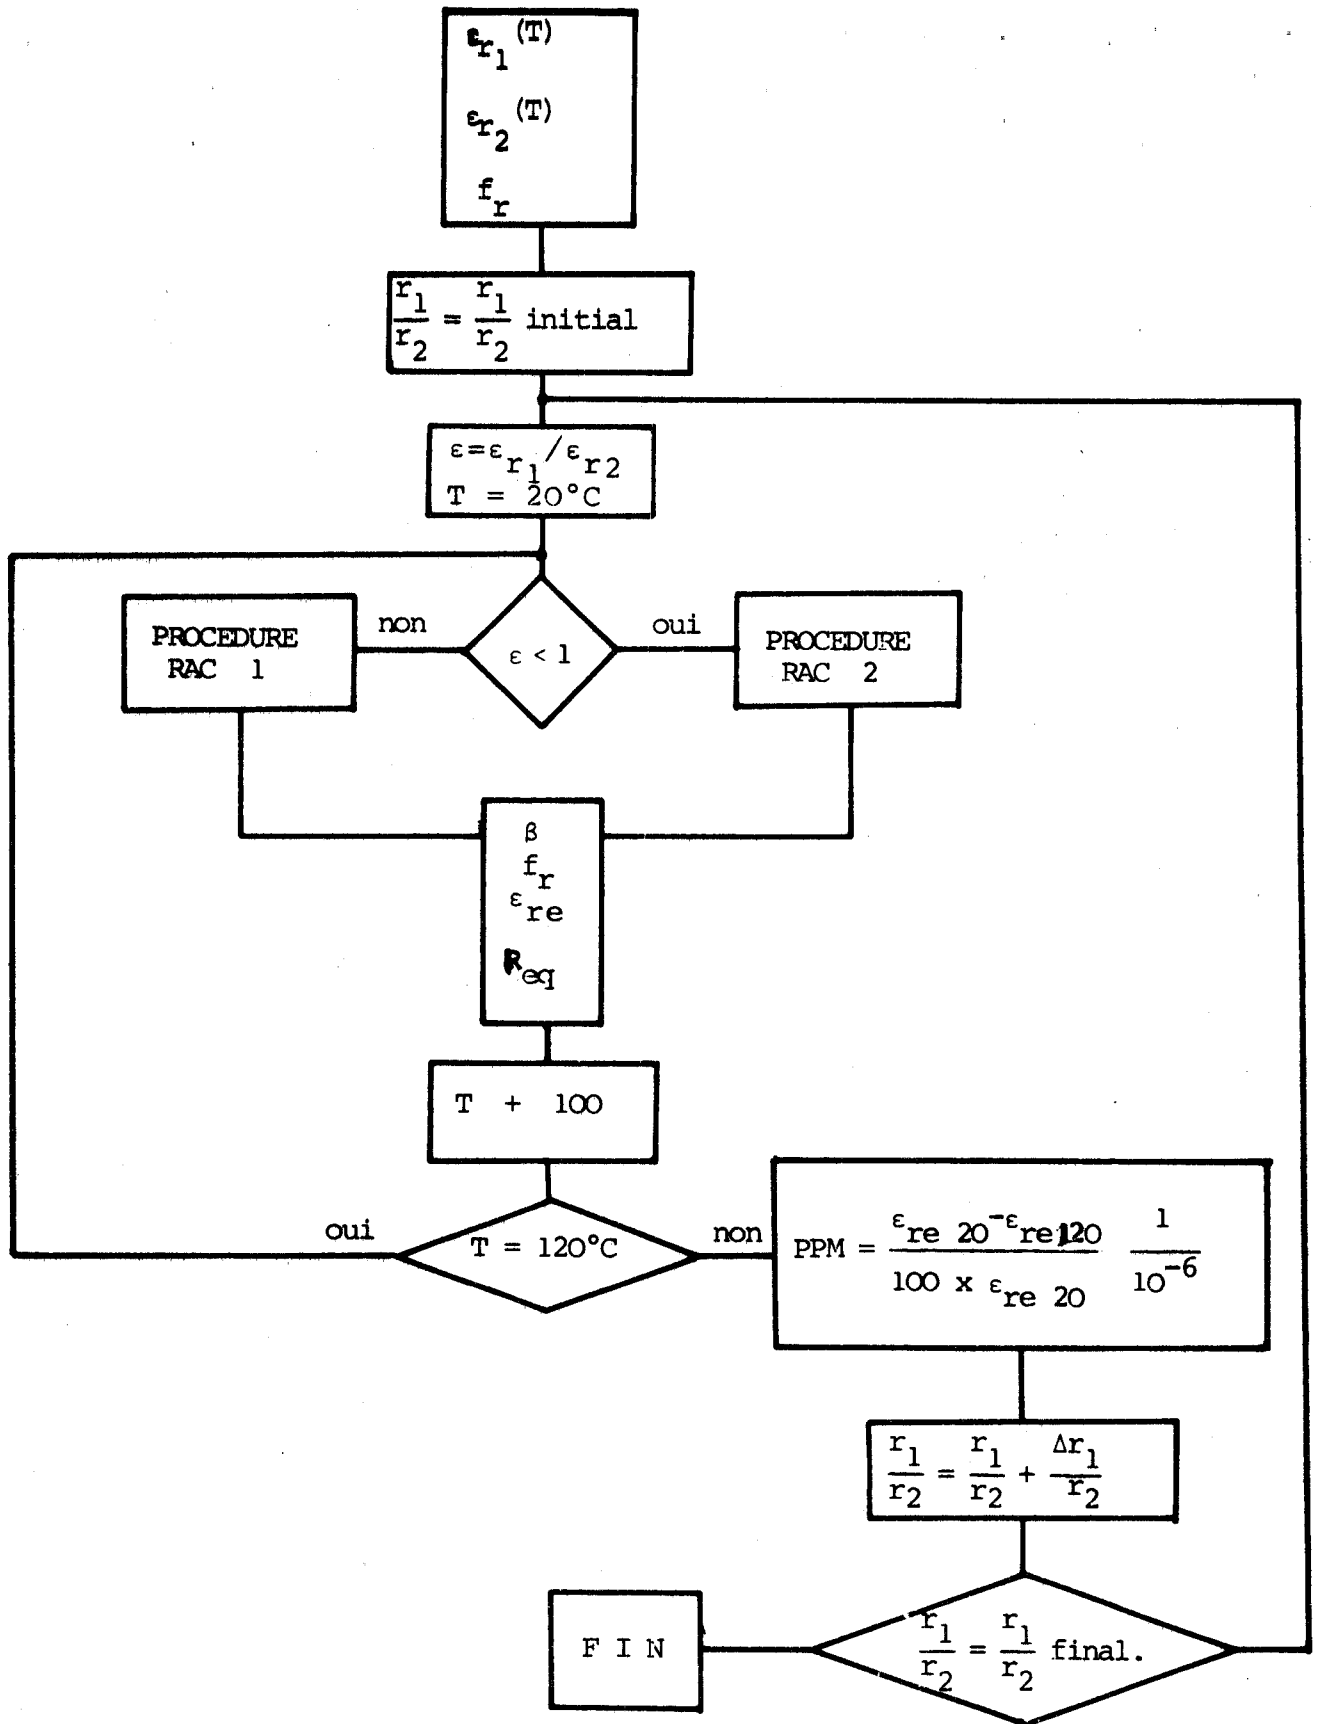 εr1 (T)
εr2 (T)
fr
r1/r2 = r1/r2 initial
ε=εr1/εr2
T = 20°C
PROCEDURE
RAC 1
non
ε < 1
oui
PROCEDURE
RAC 2
β
fr
εre
Req
T + 100
oui
T = 120°C
non
PPM = εre 20-εre120 / 100 x εre 20 1/10-6
r1/r2 = r1/r2 + Δr1/r2
F I N
r1/r2 = r1/r2 final.